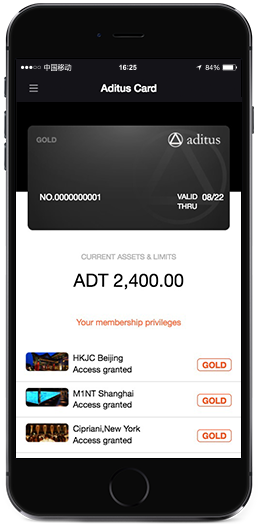 中国移动 16:25 84%
Aditus Card
GOLD aditus
NO.0000000001 VALID THRU 08/22
CURRENT ASSETS & LIMITS
ADT 2,400.00
Your membership privileges
HKJC Beijing
Access granted GOLD
M1NT Shanghai
Access granted GOLD
Cipriani,New York
Access granted GOLD